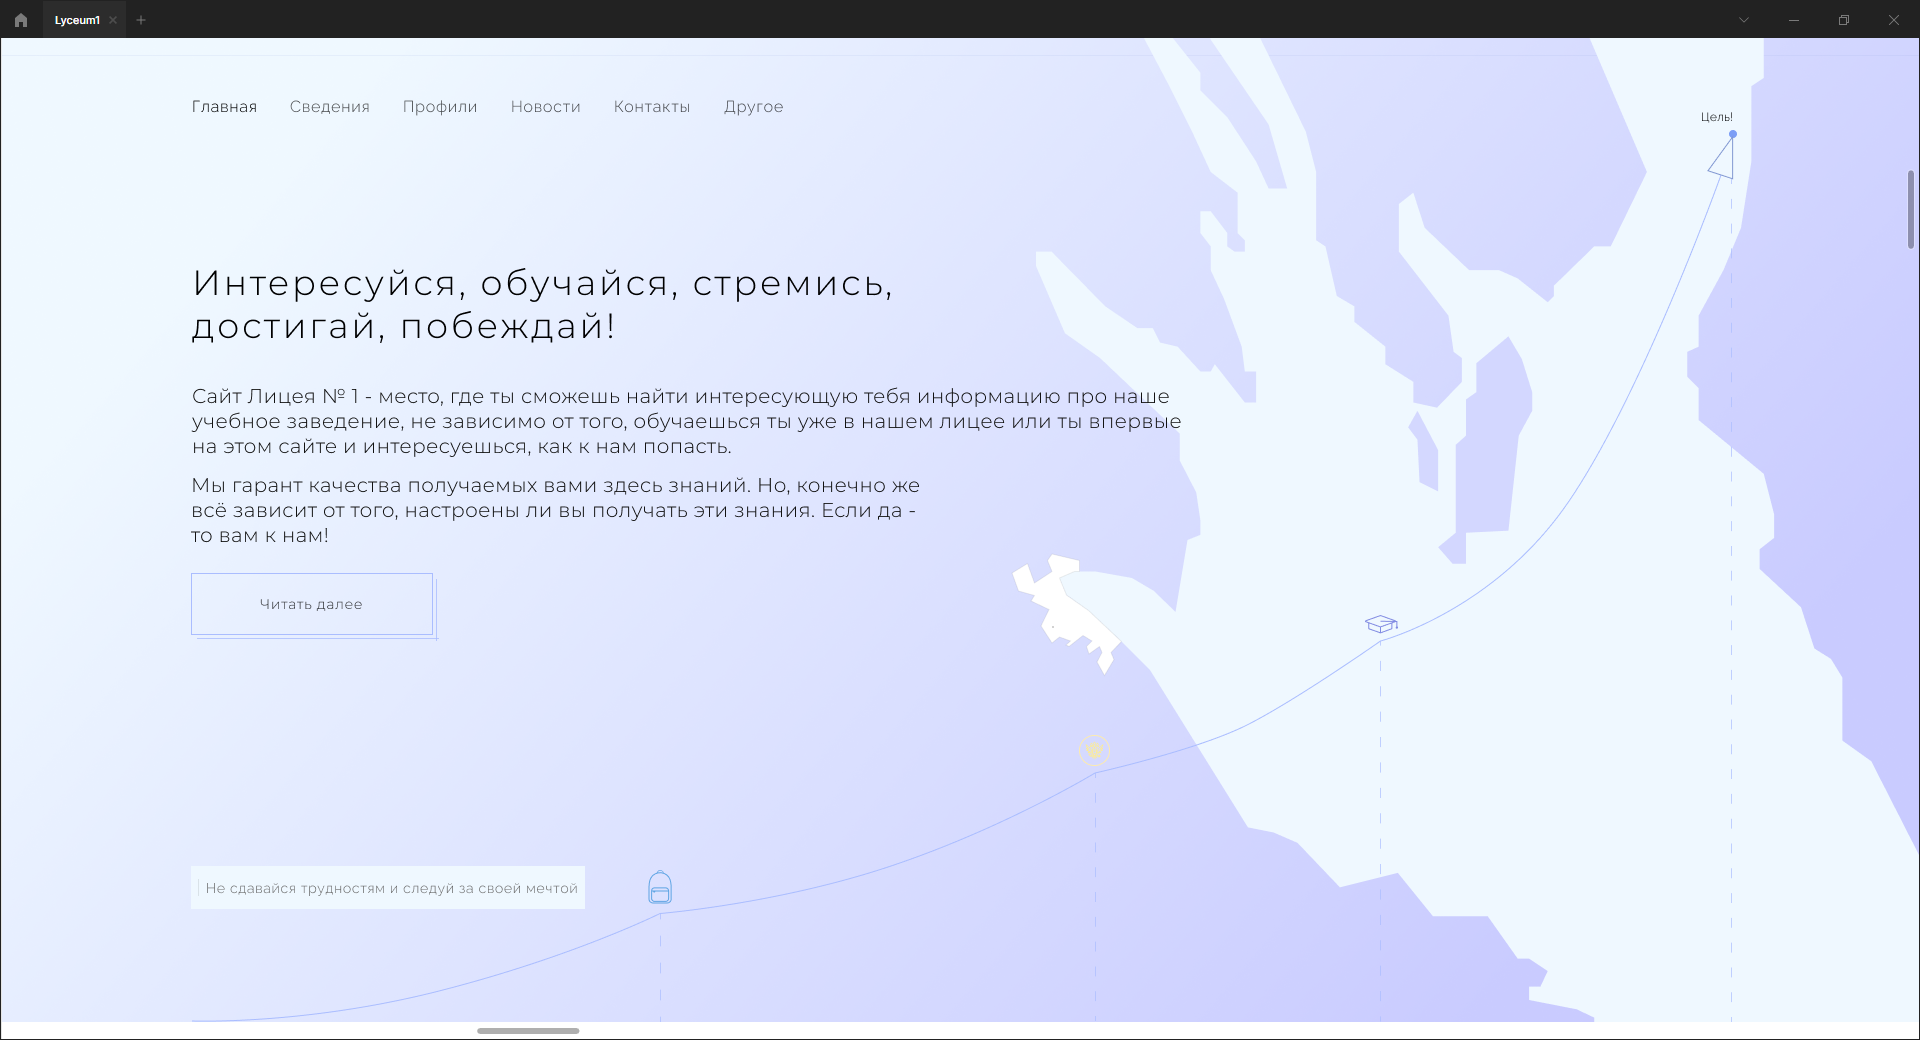 Lyceum1
Главная Сведения Профили Новости Контакты Другое
Цель!
Интересуйся, обучайся, стремись,
достигай, побеждай!
Сайт Лицея № 1 - место, где ты сможешь найти интересующую тебя информацию про наше
учебное заведение, не зависимо от того, обучаешься ты уже в нашем лицее или ты впервые
на этом сайте и интересуешься, как к нам попасть.
Мы гарант качества получаемых вами здесь знаний. Но, конечно же
всё зависит от того, настроены ли вы получать эти знания. Если да -
то вам к нам!
Читать далее
Не сдавайся трудностям и следуй за своей мечтой